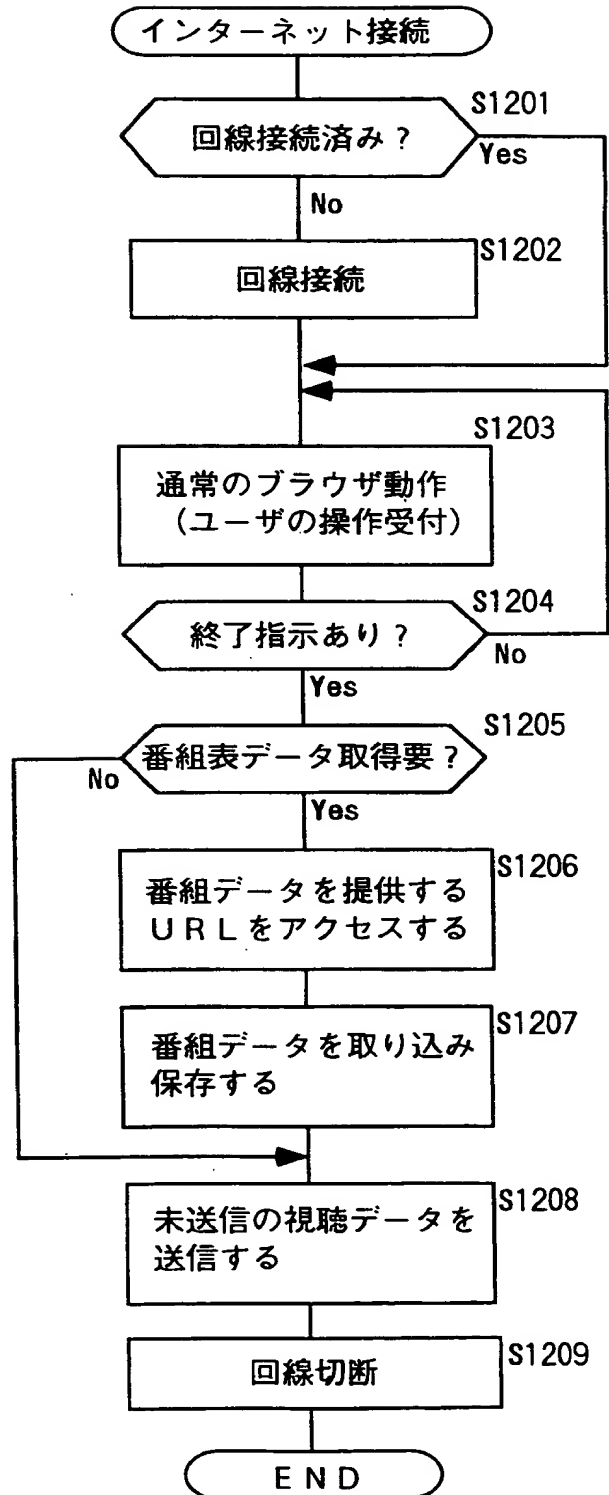 インターネット接続
S1201
回線接続済み?
Yes
No
S1202
回線接続
S1203
通常のブラウザ動作
(ユーザの操作受付)
S1204
終了指示あり?
No
Yes
S1205
番組表データ取得要?
No
Yes
S1206
番組データを提供する
URLをアクセスする
S1207
番組データを取り込み
保存する
S1208
未送信の視聴データを
送信する
S1209
回線切断
END